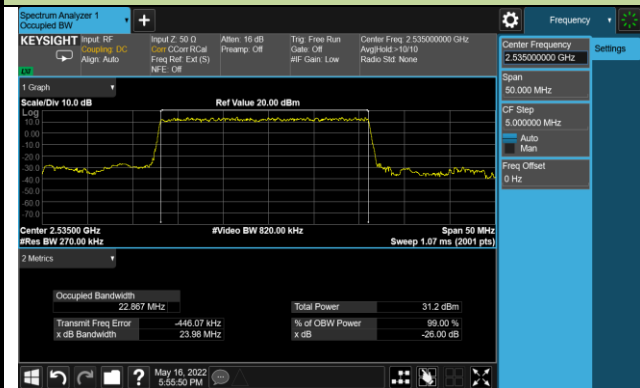 Spectrum Analyzer 1
Occupied BW
Frequency
KEYSIGHT
Input: RF
Coupling: DC
Align: Auto
Input Z: 50 Ω
Corr CCorr RCal
Freq Ref: Ext (S)
NFE: Off
Atten: 16 dB
Preamp: Off
Trig: Free Run
Gate: Off
#IF Gain: Low
Center Freq: 2.535000000 GHz
Avg|Hold:>10/10
Radio Std: None
Center Frequency
2.535000000 GHz
Settings
Span
50.000 MHz
CF Step
5.000000 MHz
Auto
Man
Freq Offset
0 Hz
1 Graph
Scale/Div 10.0 dB
Ref Value 20.00 dBm
Log
10.0
0.00
-10.0
-20.0
-30.0
-40.0
-50.0
-60.0
-70.0
Center 2.53500 GHz
#Video BW 820.00 kHz
Span 50 MHz
#Res BW 270.00 kHz
Sweep 1.07 ms (2001 pts)
2 Metrics
Occupied Bandwidth
22.867 MHz
Total Power
31.2 dBm
Transmit Freq Error
-446.07 kHz
% of OBW Power
99.00 %
x dB Bandwidth
23.98 MHz
x dB
-26.00 dB
May 16, 2022
5:55:50 PM